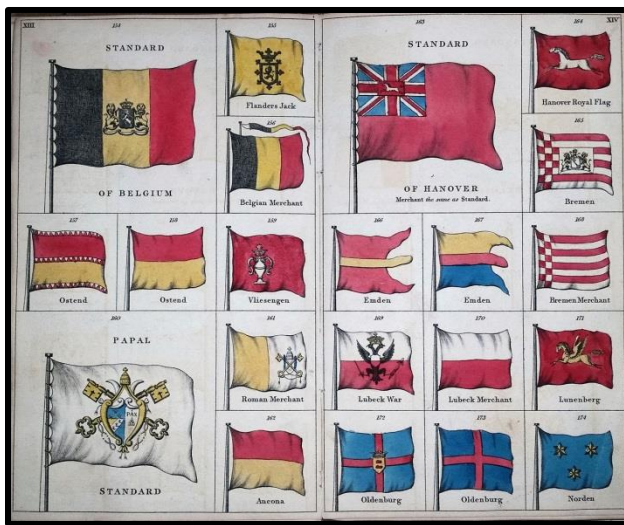 XIII
154
STANDARD
OF BELGIUM
155
Flanders Jack
156
Belgian Merchant
157
Ostend
158
Ostend
159
Vliesengen
160
PAPAL
PAX
STANDARD
161
Roman Merchant
162
Ancona
163
STANDARD
OF HANOVER
Merchant the same as Standard.
XIV
164
Hanover Royal Flag
165
Bremen
166
Emden
167
Emden
168
Bremen Merchant
169
Lubeck War
170
Lubeck Merchant
171
Lunenberg
172
Oldenburg
173
Oldenburg
174
Norden